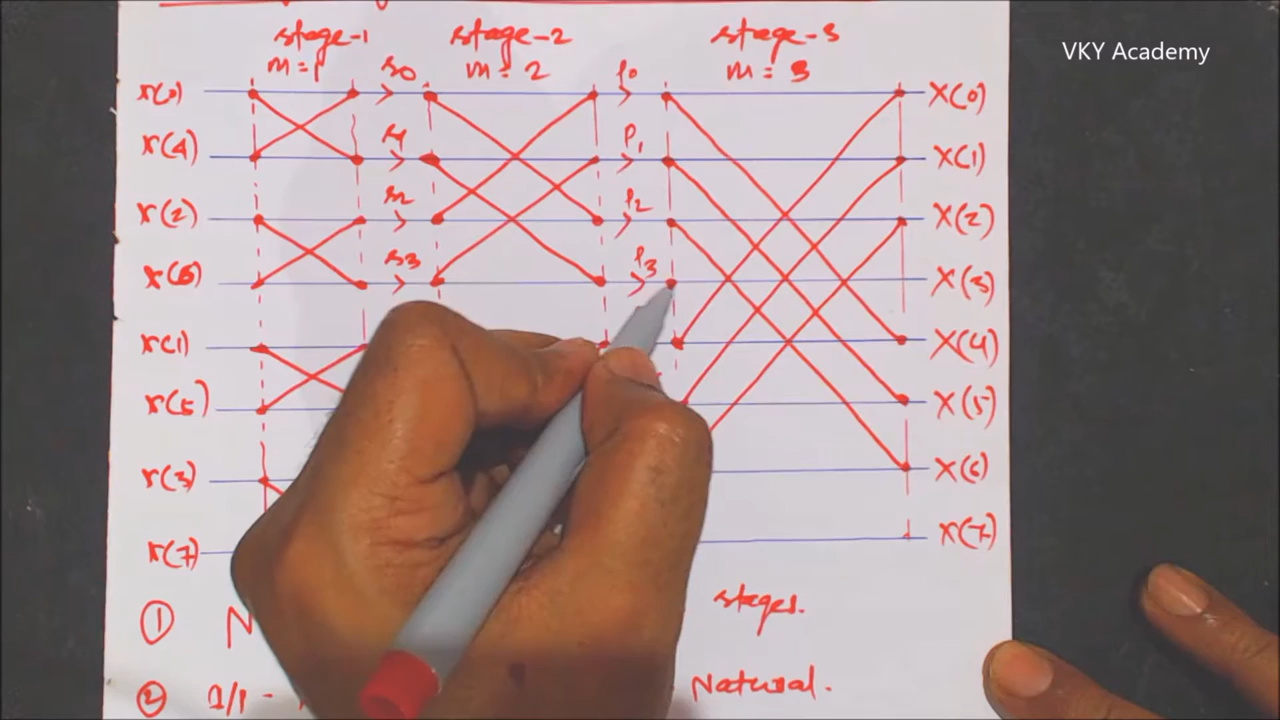 VKY Academy
stage-1 stage-2 stage-3
m=1 m=2 m=3
x(0) s0 P0 X(0)
x(4) s1 P1 X(1)
x(2) s2 P2 X(2)
x(6) s3 P3 X(3)
x(1) X(4)
x(5) X(5)
x(3) X(6)
x(7) X(7)
① N stages.
② I/P - Natural.